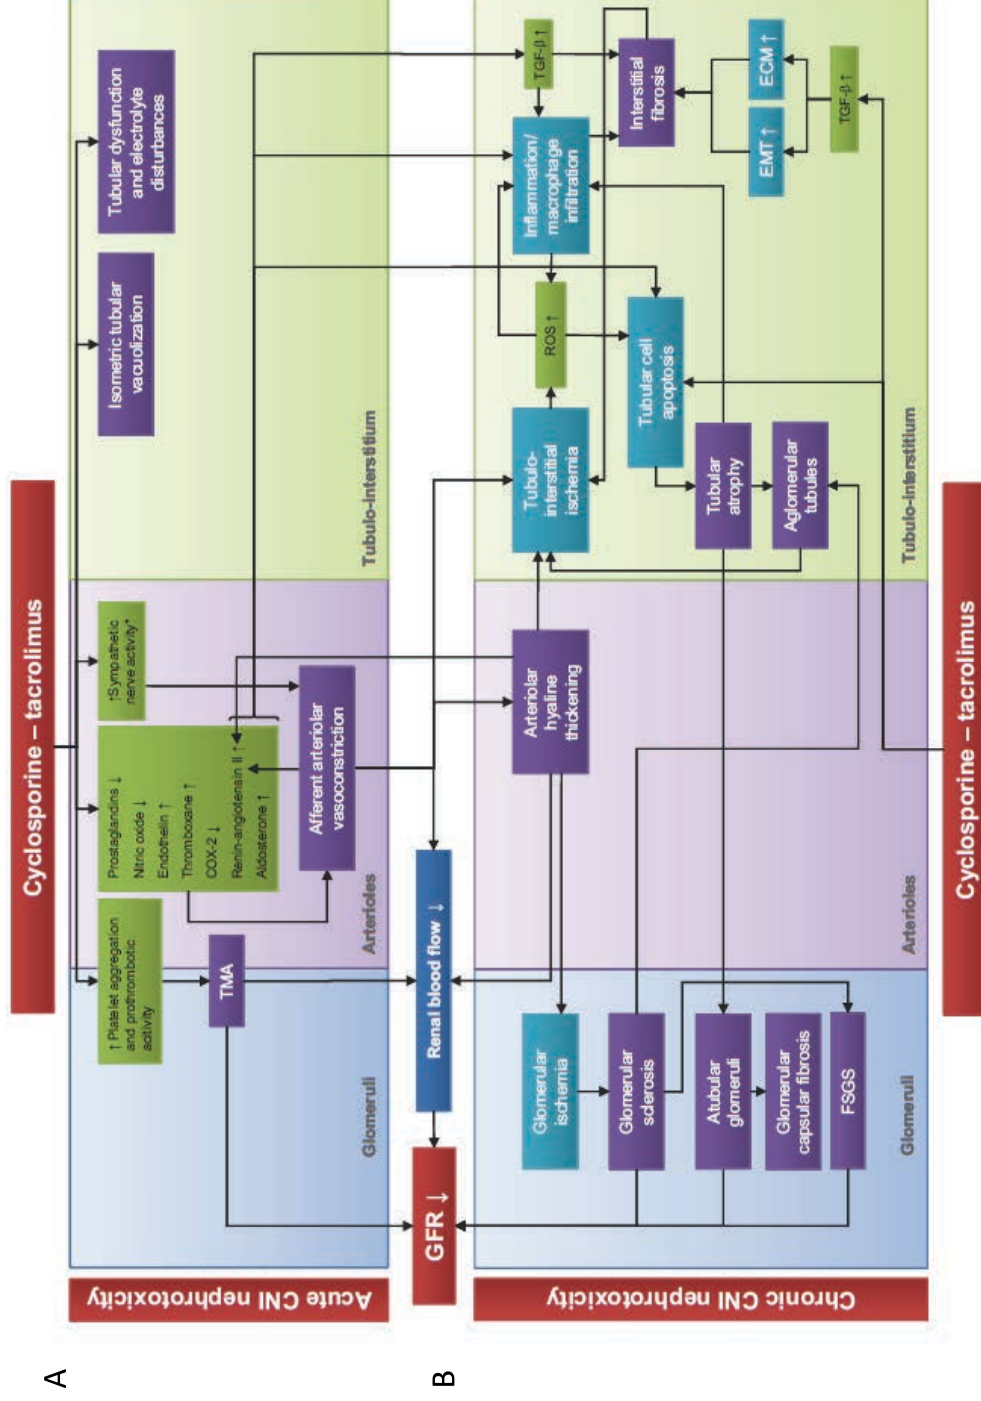 A
Cyclosporine – tacrolimus
Acute CNI nephrotoxicity
↑ Platelet aggregation
and prothrombotic
activity
TMA
Glomeruli
Prostaglandins ↓
Nitric oxide ↓
Endothelin ↑
Thromboxane ↑
COX-2 ↓
Renin-angiotensin II ↑
Aldosterone ↑
↑Sympathetic
nerve activity*
Afferent arteriolar
vasoconstriction
Arterioles
Isometric tubular
vacuolization
Tubular dysfunction
and electrolyte
disturbances
Tubulo-interstitium
GFR ↓
Renal blood flow ↓
B
Chronic CNI nephrotoxicity
Glomerular
ischemia
Glomerular
sclerosis
Atubular
glomeruli
Glomerular
capsular fibrosis
FSGS
Glomeruli
Arteriolar
hyaline
thickening
Arterioles
Tubulo-
interstitial
ischemia
ROS ↑
Inflammation/
macrophage
infiltration
TGF-β ↑
Tubular cell
apoptosis
Interstitial
fibrosis
Tubular
atrophy
Aglomerular
tubules
EMT ↑
ECM ↑
TGF-β ↑
Tubulo-interstitium
Cyclosporine – tacrolimus